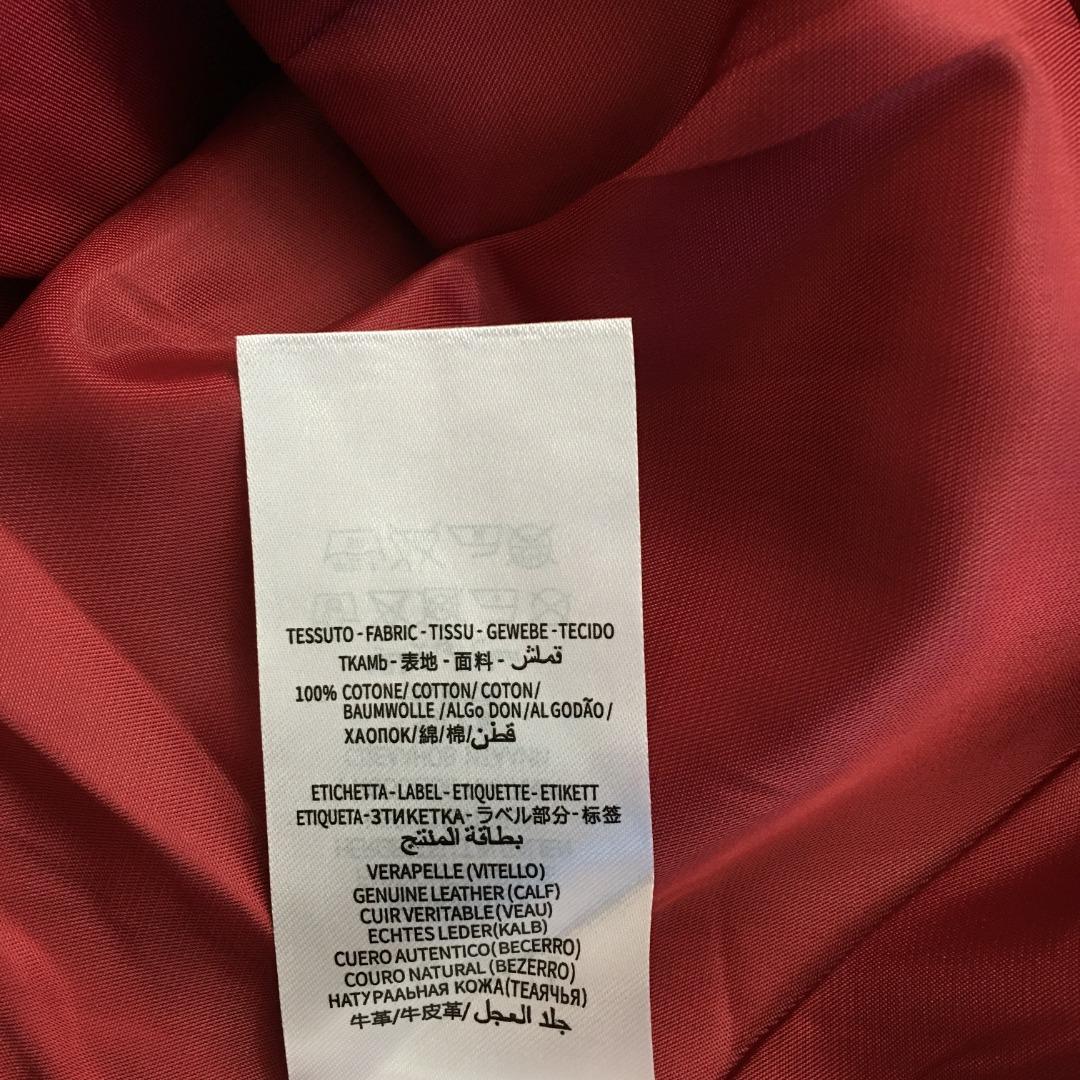 TESSUTO - FABRIC - TISSU - GEWEBE - TECIDO
TKAMb - 表地 - 面料 - قماش
100% COTONE/ COTTON/ COTON/
BAUMWOLLE /ALGo DON/AL GODÃO/
ХАОПОК/綿/棉/قطن
ETICHETTA-LABEL-ETIQUETTE-ETIKETT
ETIQUETA-ЗТИКЕТКА-ラベル部分-标签
بطاقة المنتج
VERAPELLE(VITELLO)
GENUINE LEATHER (CALF)
CUIR VERITABLE(VEAU)
ECHTES LEDER(KALB)
CUERO AUTENTICO(BECERRO)
COURO NATURAL (BEZERRO)
НАТУРААЬНАЯ КОЖА(ТЕАЯЧЬЯ)
牛革/牛皮革/جلد العجل